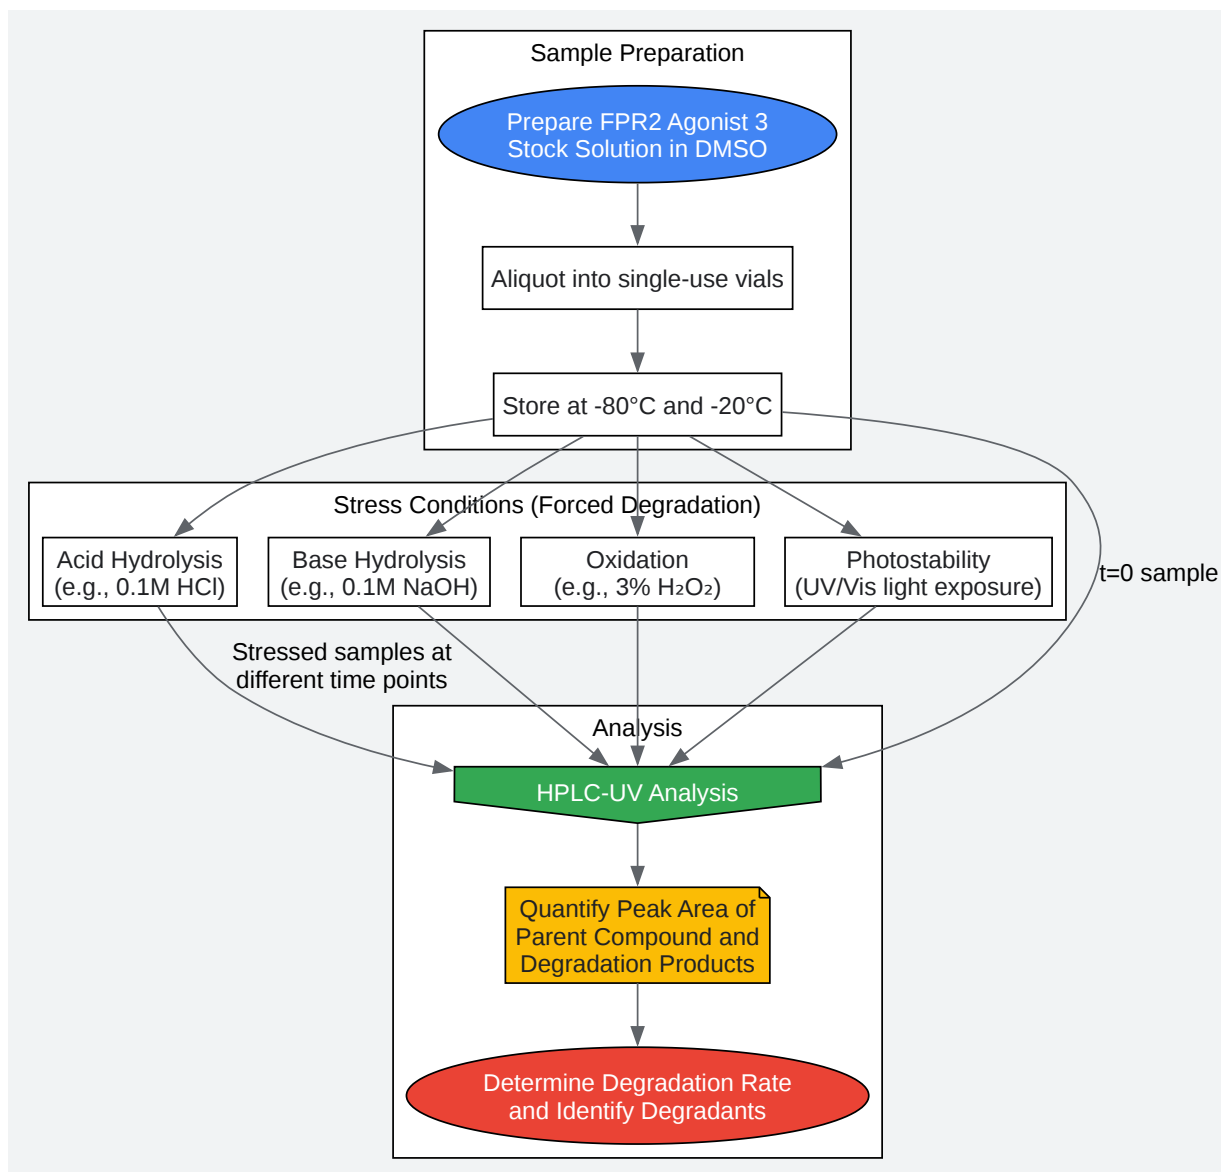 Sample Preparation
Prepare FPR2 Agonist 3
Stock Solution in DMSO
Aliquot into single-use vials
Store at -80°C and -20°C
Stress Conditions (Forced Degradation)
Acid Hydrolysis
(e.g., 0.1M HCl)
Base Hydrolysis
(e.g., 0.1M NaOH)
Oxidation
(e.g., 3% H₂O₂)
Photostability
(UV/Vis light exposure)
t=0 sample
Stressed samples at
different time points
Analysis
HPLC-UV Analysis
Quantify Peak Area of
Parent Compound and
Degradation Products
Determine Degradation Rate
and Identify Degradants